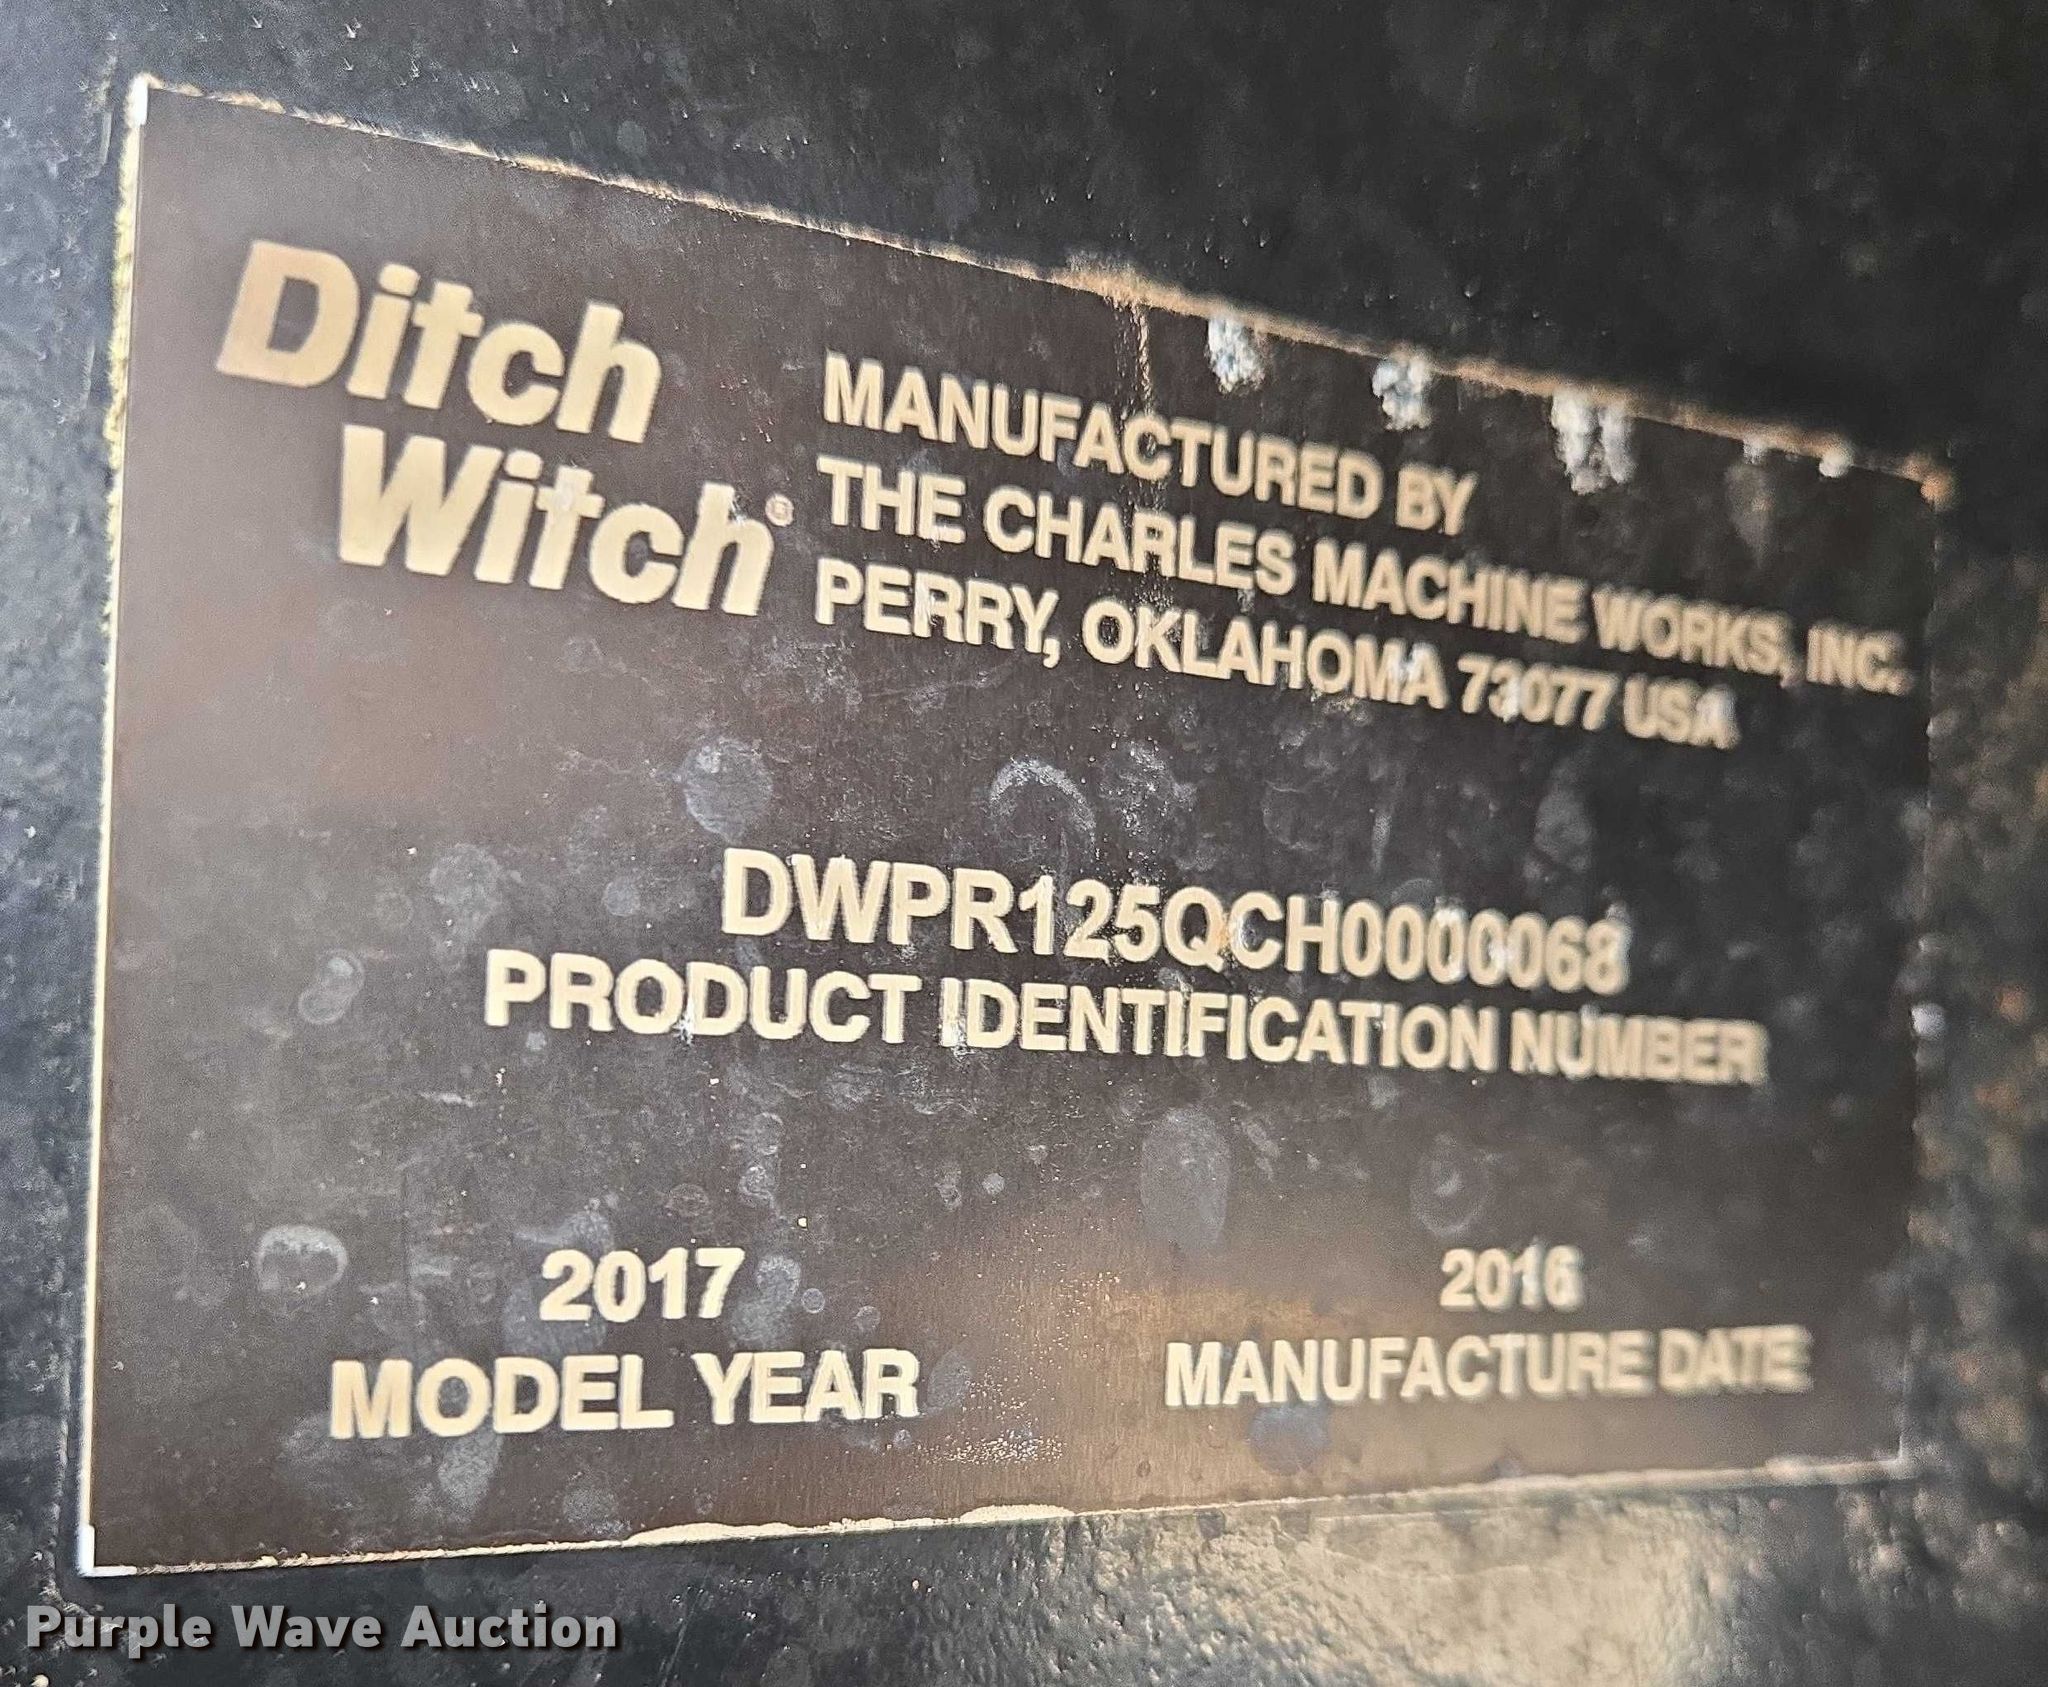 Ditch
Witch®
MANUFACTURED BY
THE CHARLES MACHINE WORKS, INC.
PERRY, OKLAHOMA 73077 USA
DWPR125QCH0000068
PRODUCT IDENTIFICATION NUMBER
2017
MODEL YEAR
2016
MANUFACTURE DATE
Purple Wave Auction